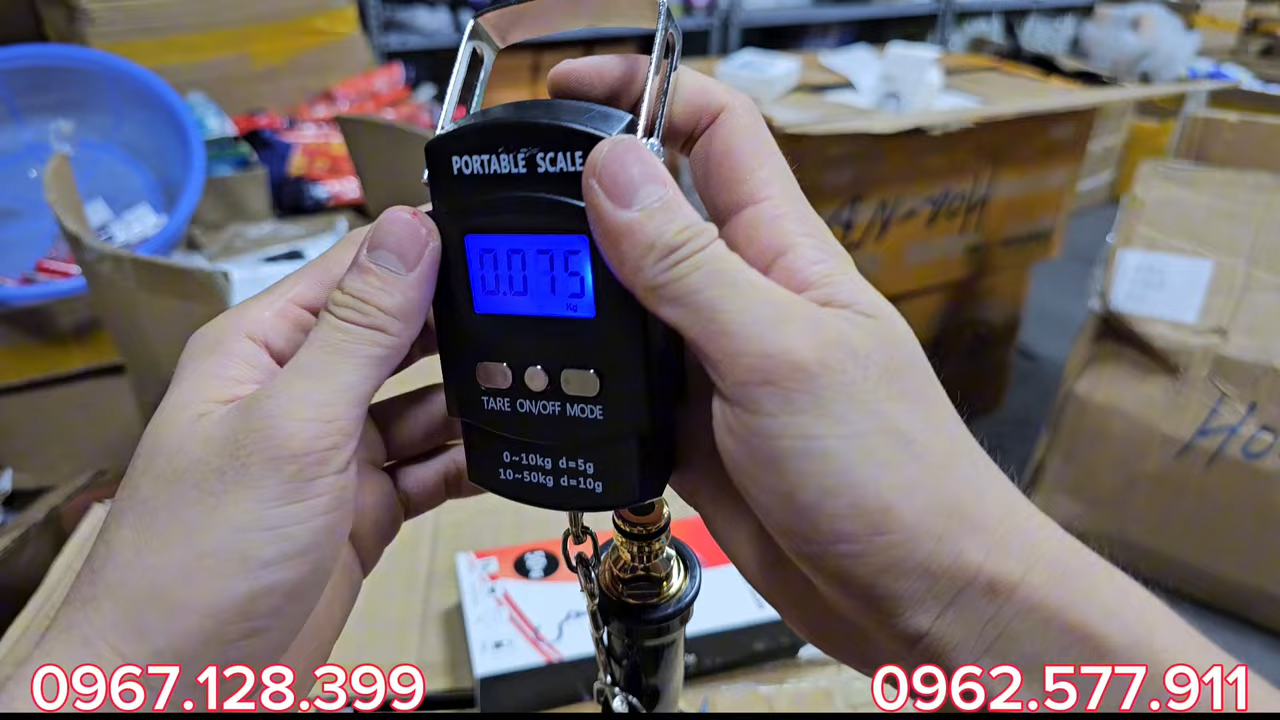 PORTABLE SCALE
0.075
Kg
TARE ON/OFF MODE
0~10kg d=5g
10~50kg d=10g
0967.128.399
0962.577.911